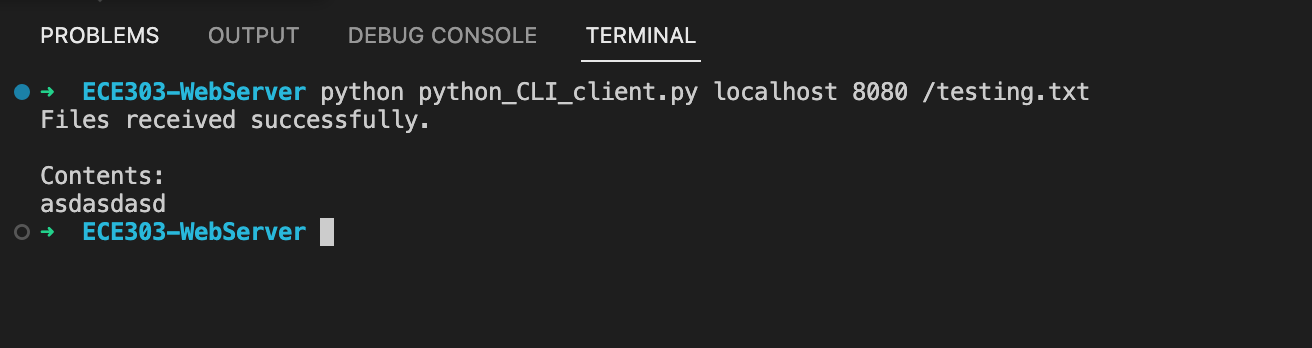 PROBLEMS OUTPUT DEBUG CONSOLE TERMINAL
➜ ECE303-WebServer python python_CLI_client.py localhost 8080 /testing.txt
Files received successfully.
Contents:
asdasdasd
➜ ECE303-WebServer